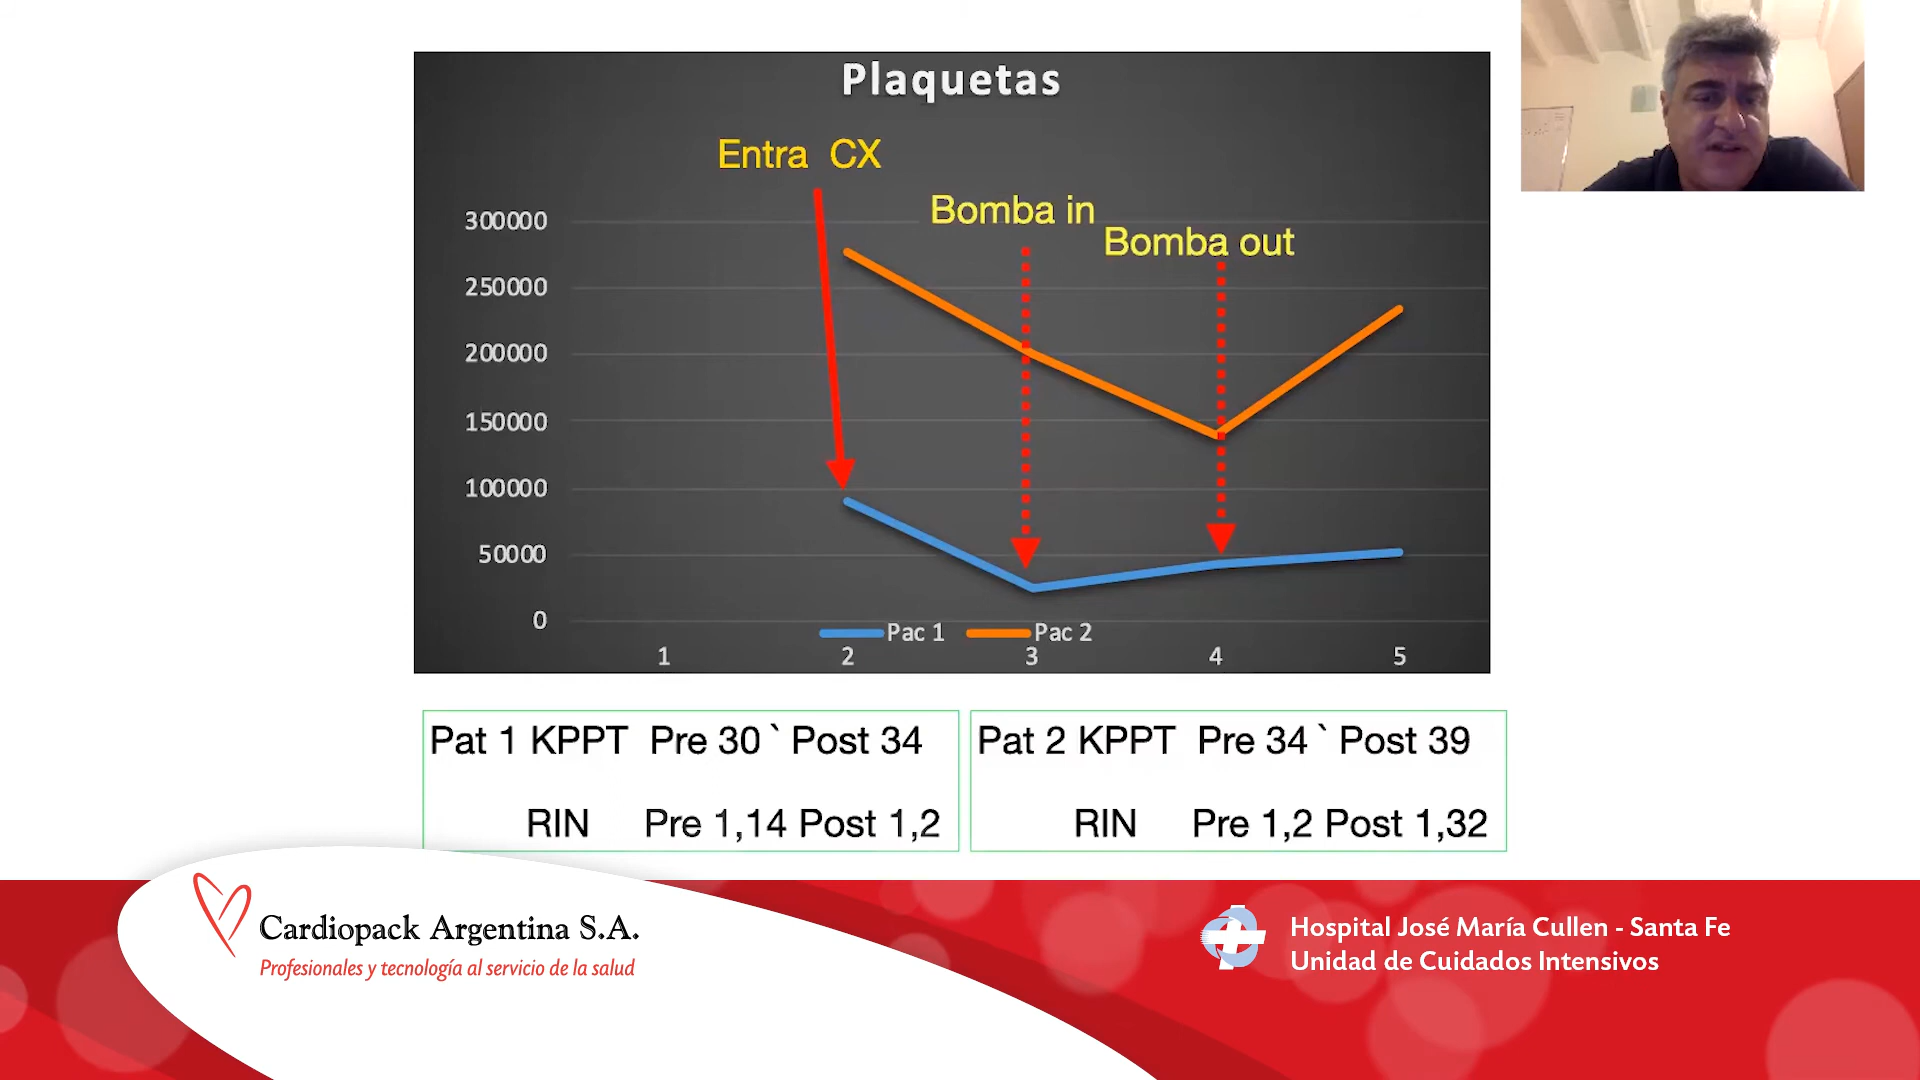 Plaquetas
Entra CX
Bomba in
Bomba out
300000
250000
200000
150000
100000
50000
0
Pac 1 Pac 2
1 2 3 4 5
Pat 1 KPPT Pre 30 ` Post 34
RIN Pre 1,14 Post 1,2
Pat 2 KPPT Pre 34 ` Post 39
RIN Pre 1,2 Post 1,32
Cardiopack Argentina S.A.
Profesionales y tecnología al servicio de la salud
Hospital José María Cullen - Santa Fe
Unidad de Cuidados Intensivos